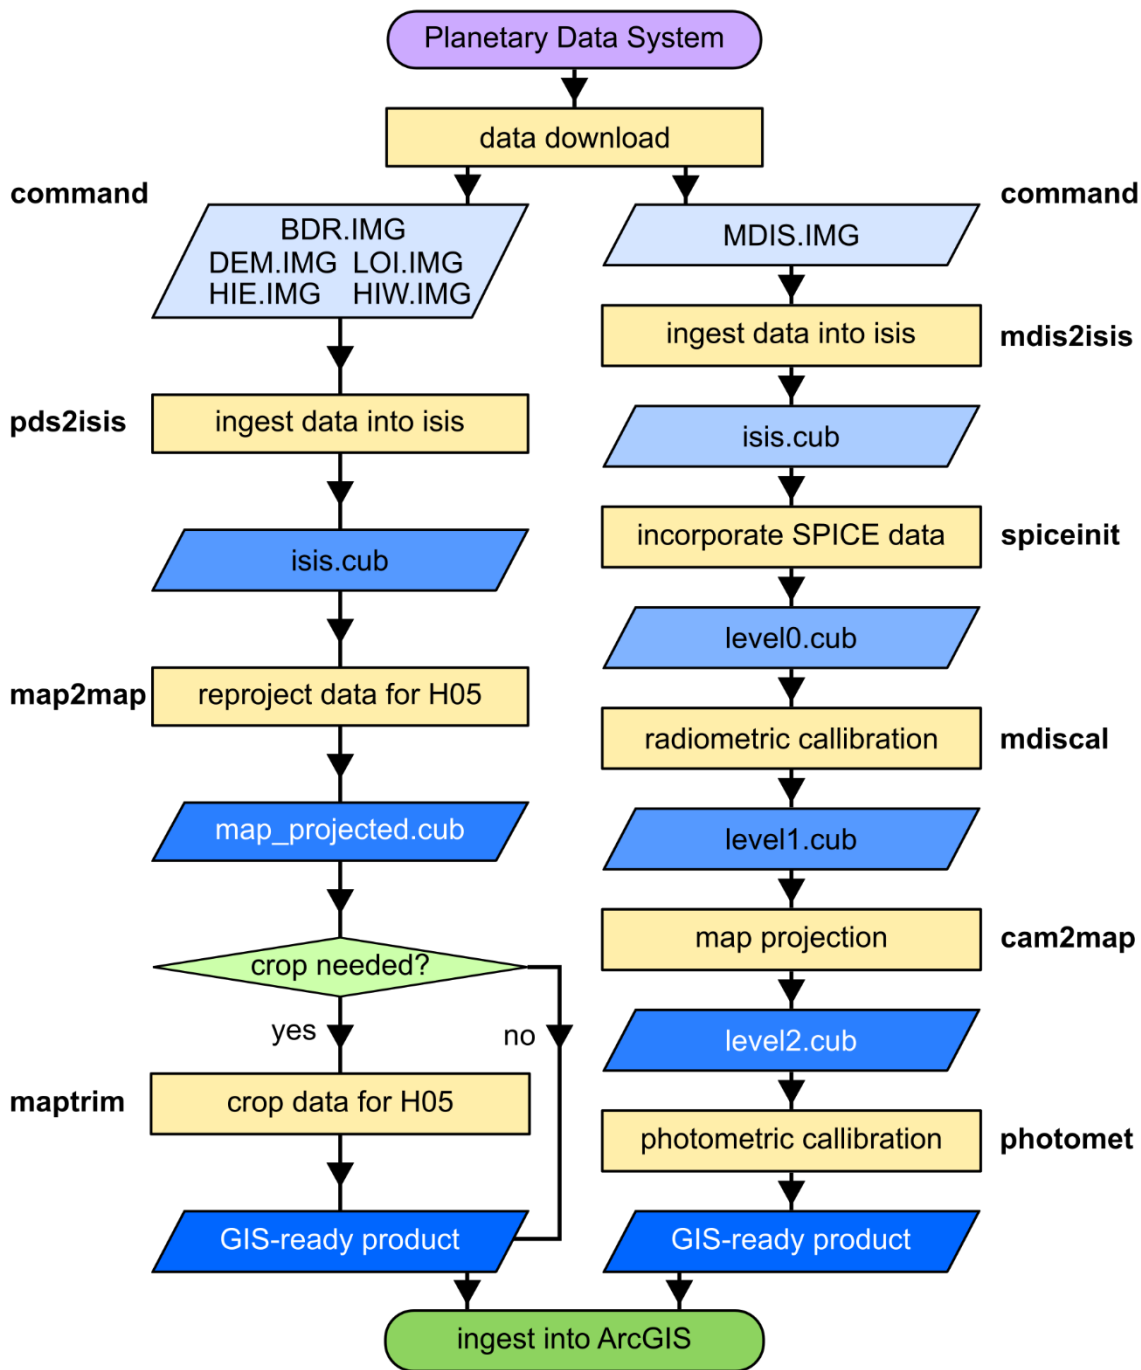 Planetary Data System
data download
command
BDR.IMG
DEM.IMG LOI.IMG
HIE.IMG HIW.IMG
pds2isis
ingest data into isis
isis.cub
map2map
reproject data for H05
map_projected.cub
crop needed?
yes
no
maptrim
crop data for H05
GIS-ready product
command
MDIS.IMG
ingest data into isis
mdis2isis
isis.cub
incorporate SPICE data
spiceinit
level0.cub
radiometric callibration
mdiscal
level1.cub
map projection
cam2map
level2.cub
photometric callibration
photomet
GIS-ready product
ingest into ArcGIS